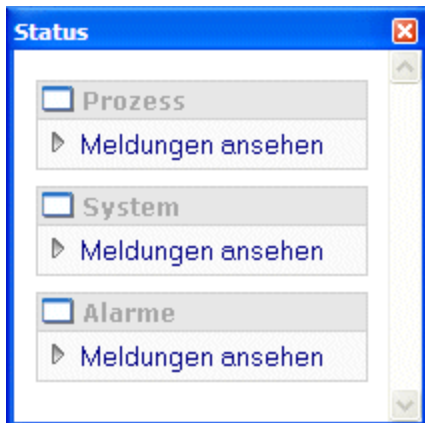 Status
Prozess
Meldungen ansehen
System
Meldungen ansehen
Alarme
Meldungen ansehen